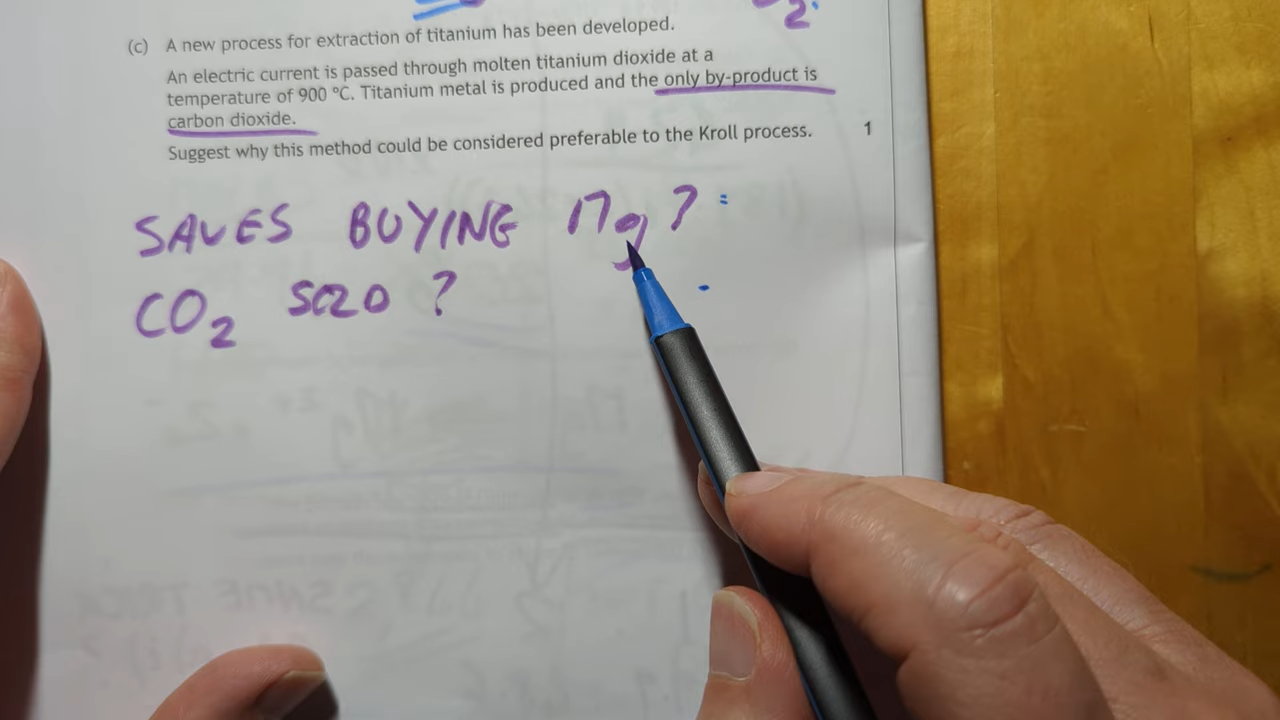 2.
(c) A new process for extraction of titanium has been developed.
An electric current is passed through molten titanium dioxide at a
temperature of 900 °C. Titanium metal is produced and the only by-product is
carbon dioxide.
Suggest why this method could be considered preferable to the Kroll process. 1
SAVES BUYING Mg?
CO2 SOLD ?